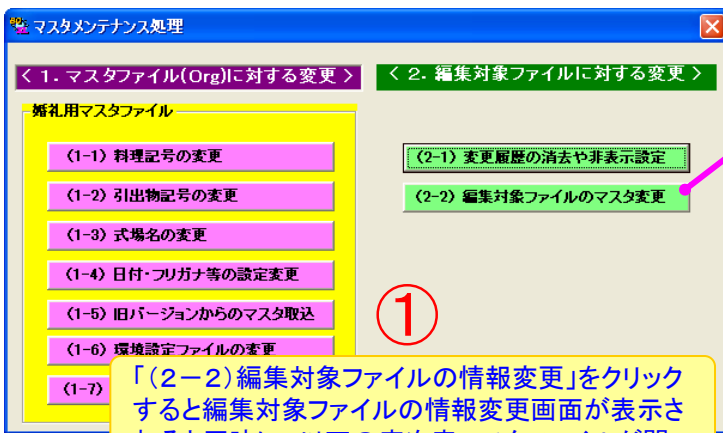 マスタメンテナンス処理
< 1. マスタファイル(Org)に対する変更 >
< 2. 編集対象ファイルに対する変更 >
婚礼用マスタファイル
(1-1) 料理記号の変更
(1-2) 引出物記号の変更
(1-3) 式場名の変更
(1-4) 日付・フリガナ等の設定変更
(1-5) 旧バージョンからのマスタ取込
(1-6) 環境設定ファイルの変更
(1-7)
(2-1) 変更履歴の消去や非表示設定
(2-2) 編集対象ファイルのマスタ変更
①
「(2-2)編集対象ファイルの情報変更」をクリック
すると編集対象ファイルの情報変更画面が表示さ